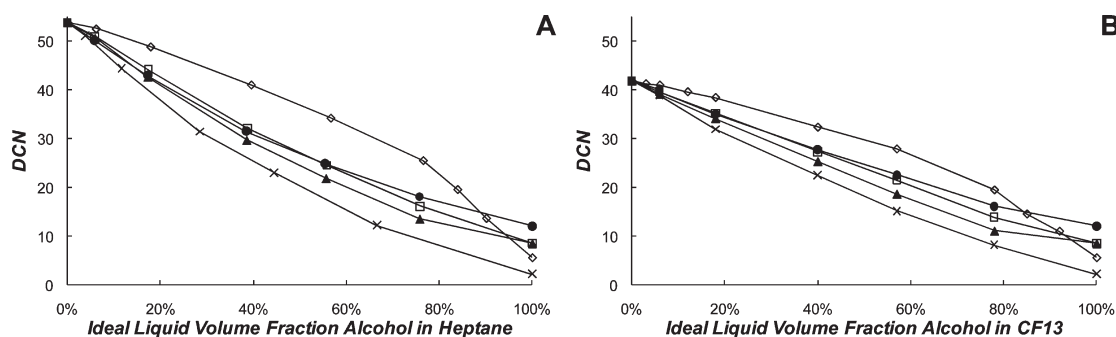 A
DCN
50
40
30
20
10
0
0% 20% 40% 60% 80% 100%
Ideal Liquid Volume Fraction Alcohol in Heptane
B
DCN
50
40
30
20
10
0
0% 20% 40% 60% 80% 100%
Ideal Liquid Volume Fraction Alcohol in CF13